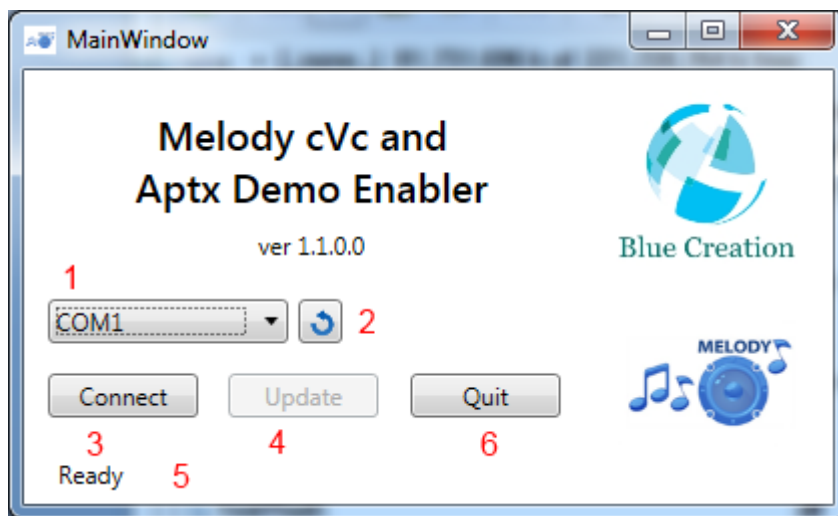 MainWindow
Melody cVc and
Aptx Demo Enabler
ver 1.1.0.0
Blue Creation
1
COM1
2
MELODY
Connect
Update
Quit
3
4
6
Ready
5